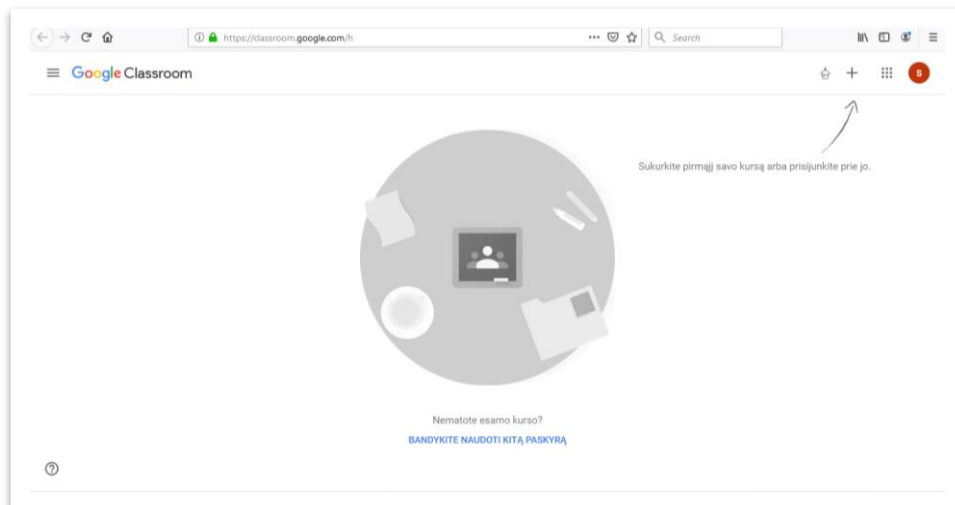 https://classroom.google.com/h
Search
Google Classroom
S
Sukurkite pirmąjį savo kursą arba prisijunkite prie jo.
Nematote esamo kurso?
BANDYKITE NAUDOTI KITĄ PASKYRĄ